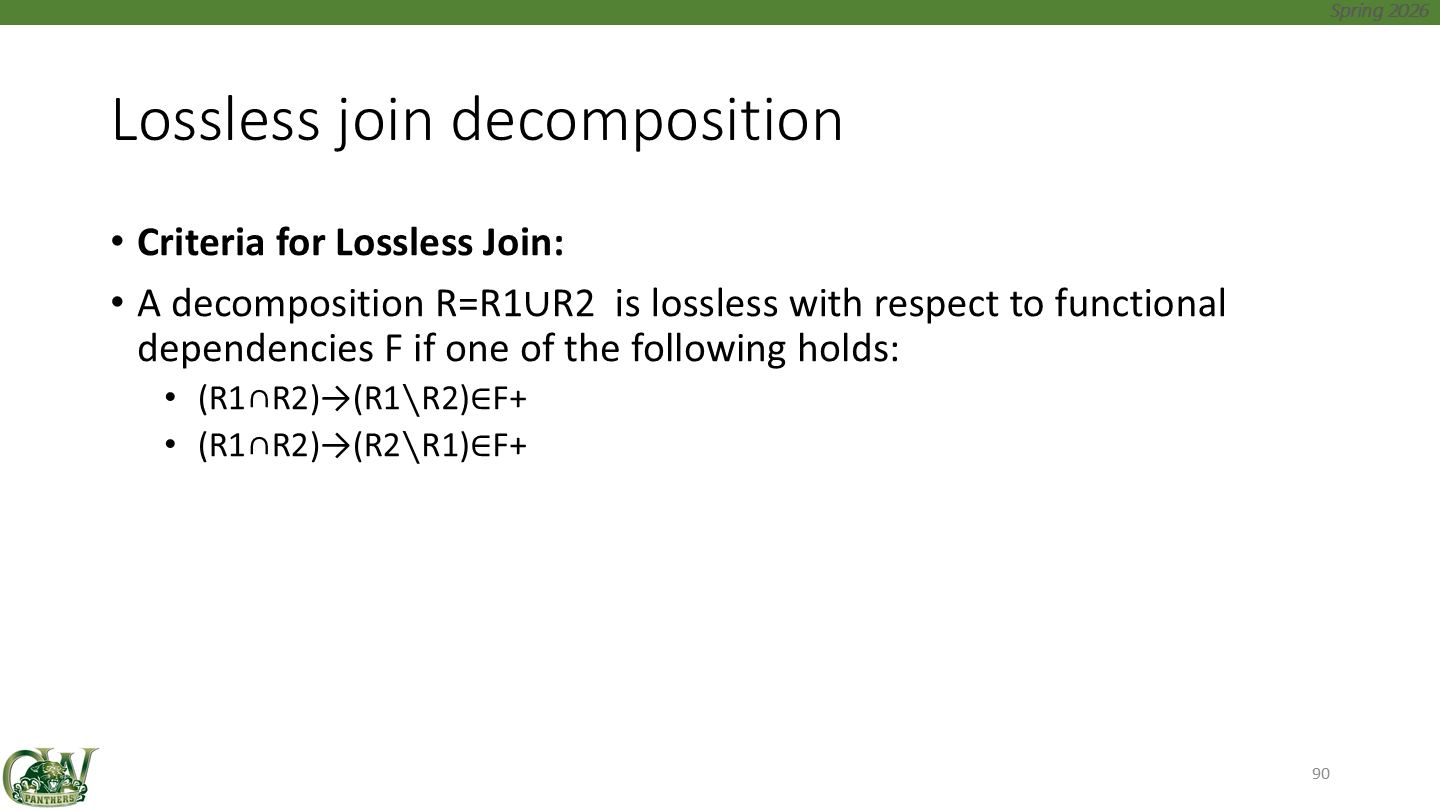 Spring 2026
Lossless join decomposition
• Criteria for Lossless Join:
• A decomposition R=R1∪R2  is lossless with respect to functional
dependencies F if one of the following holds:
• (R1∩R2)→(R1∖R2)∈F+
• (R1∩R2)→(R2∖R1)∈F+
CW
PANTHERS
90